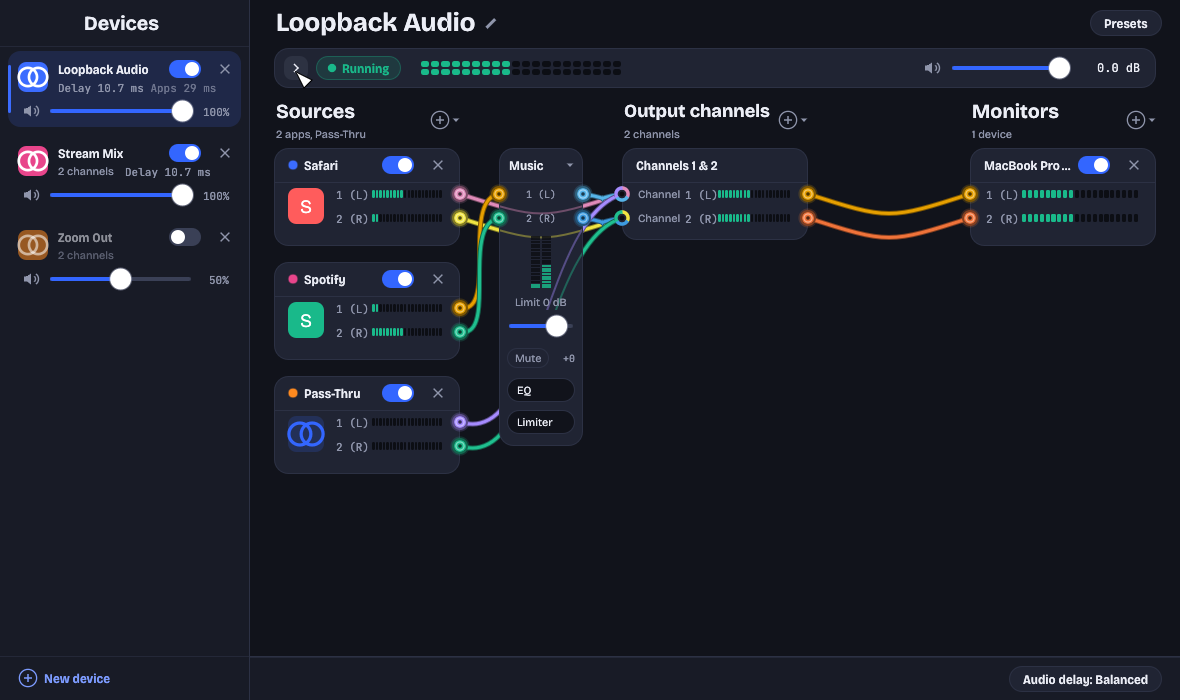 Devices
Loopback Audio
Delay 10.7 ms Apps 29 ms
100%
Stream Mix
2 channels Delay 10.7 ms
100%
Zoom Out
2 channels
50%
New device
Loopback Audio
Presets
Running
0.0 dB
Sources
2 apps, Pass-Thru
Output channels
2 channels
Monitors
1 device
Safari
S
1 (L)
2 (R)
Spotify
S
1 (L)
2 (R)
Pass-Thru
1 (L)
2 (R)
Music
1 (L)
2 (R)
Limit 0 dB
Mute +0
EQ
Limiter
Channels 1 & 2
Channel 1 (L)
Channel 2 (R)
MacBook Pro ...
1 (L)
2 (R)
Audio delay: Balanced